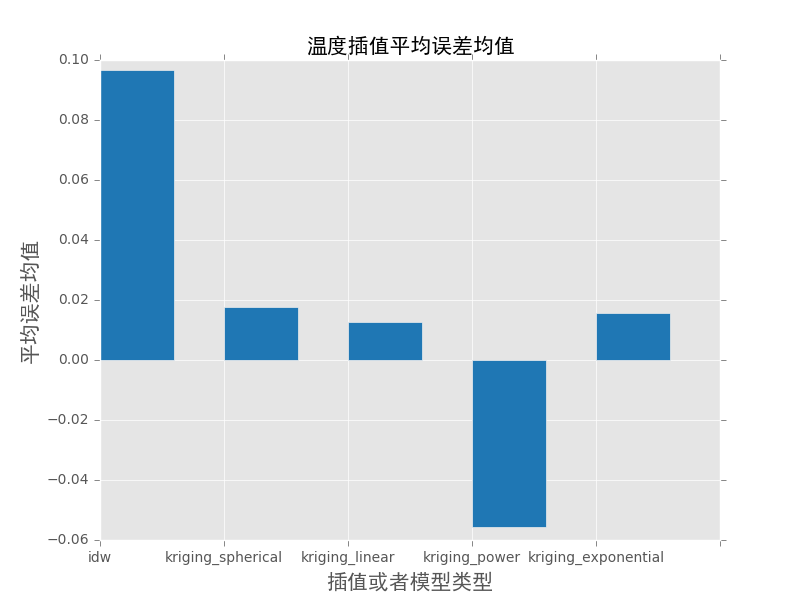 温度插值平均误差均值
平均误差均值
0.10
0.08
0.06
0.04
0.02
0.00
−0.02
−0.04
−0.06
idw kriging_spherical kriging_linear kriging_power kriging_exponential
插值或者模型类型